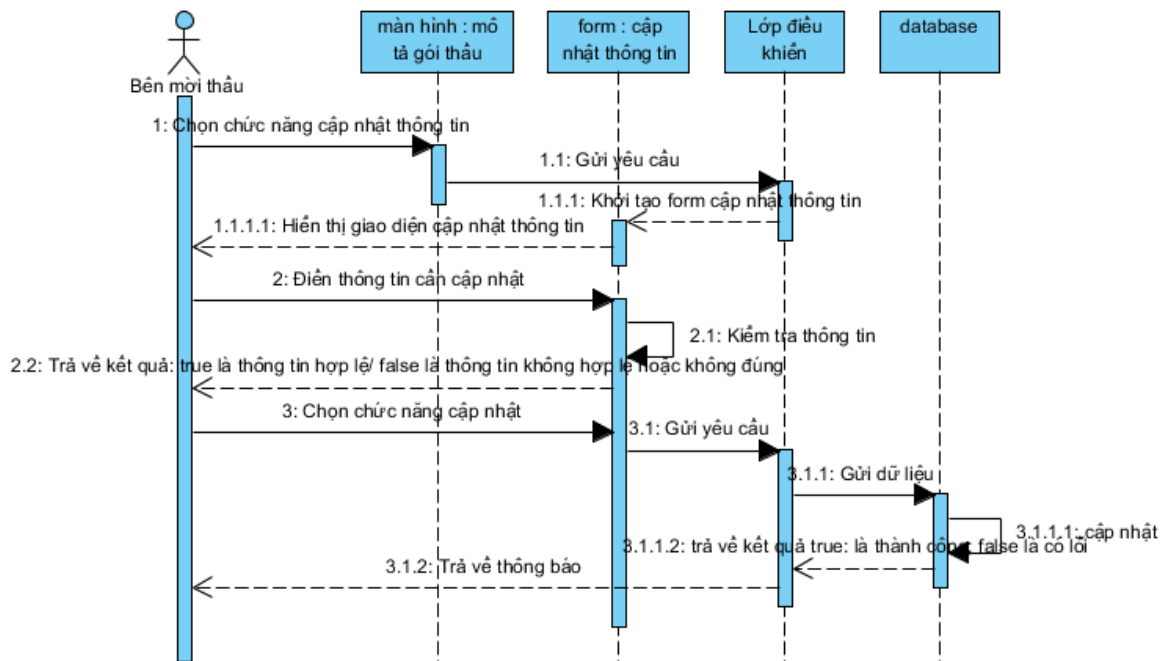 màn hình : mô
tả gói thầu
form : cập
nhật thông tin
Lớp điều
khiển
database
Bên mời thầu
1: Chọn chức năng cập nhật thông tin
1.1: Gửi yêu cầu
1.1.1: Khởi tạo form cập nhật thông tin
1.1.1.1: Hiển thị giao diện cập nhật thông tin
2: Điền thông tin cần cập nhật
2.1: Kiểm tra thông tin
2.2: Trả về kết quả: true là thông tin hợp lệ/ false là thông tin không hợp lệ hoặc không đúng
3: Chọn chức năng cập nhật
3.1: Gửi yêu cầu
3.1.1: Gửi dữ liệu
3.1.1.1: cập nhật
3.1.1.2: trả về kết quả true: là thành công, false là có lỗi
3.1.2: Trả về thông báo